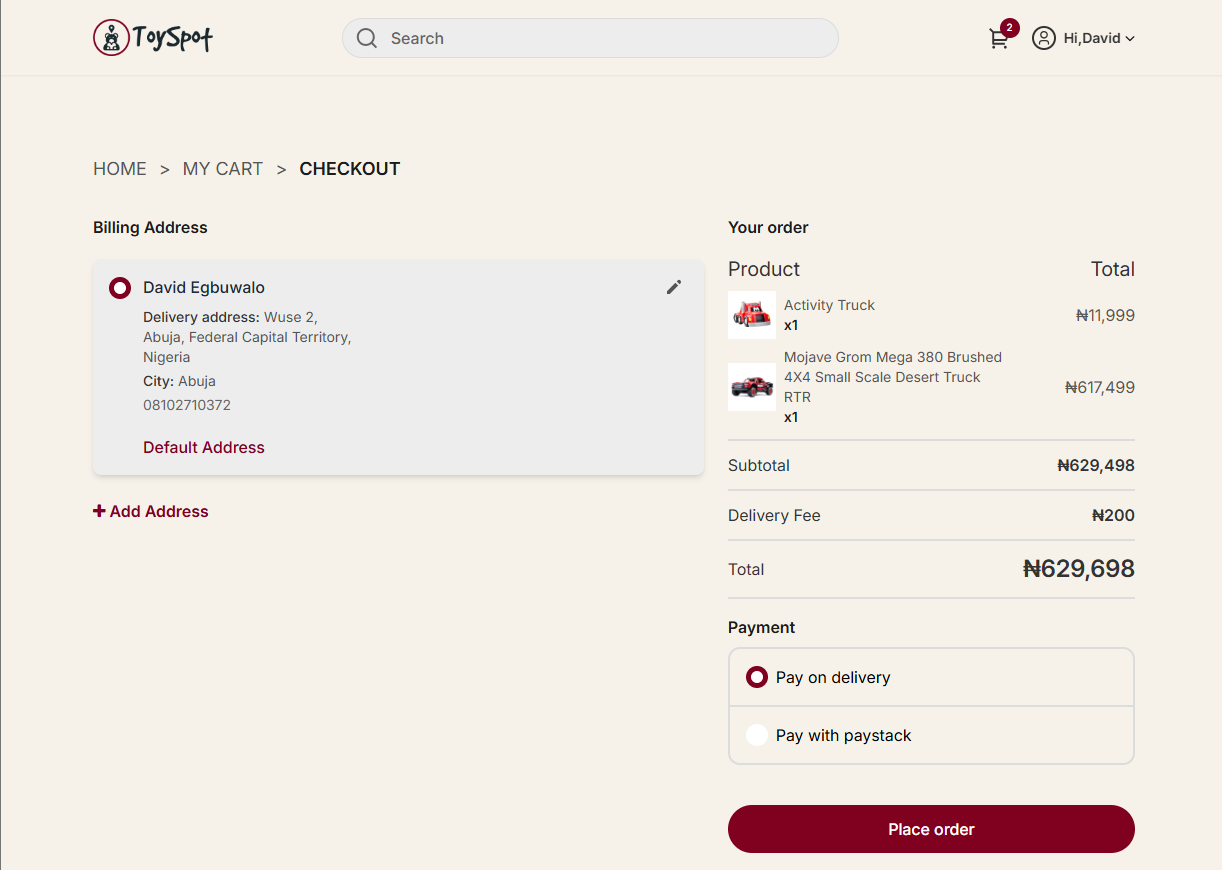 ToySpot
Search
2
Hi,David
HOME > MY CART > CHECKOUT
Billing Address
David Egbuwalo
Delivery address: Wuse 2,
Abuja, Federal Capital Territory,
Nigeria
City: Abuja
08102710372
Default Address
Add Address
Your order
Product Total
Activity Truck
x1
₦11,999
Mojave Grom Mega 380 Brushed
4X4 Small Scale Desert Truck
RTR
x1
₦617,499
Subtotal ₦629,498
Delivery Fee ₦200
Total ₦629,698
Payment
Pay on delivery
Pay with paystack
Place order